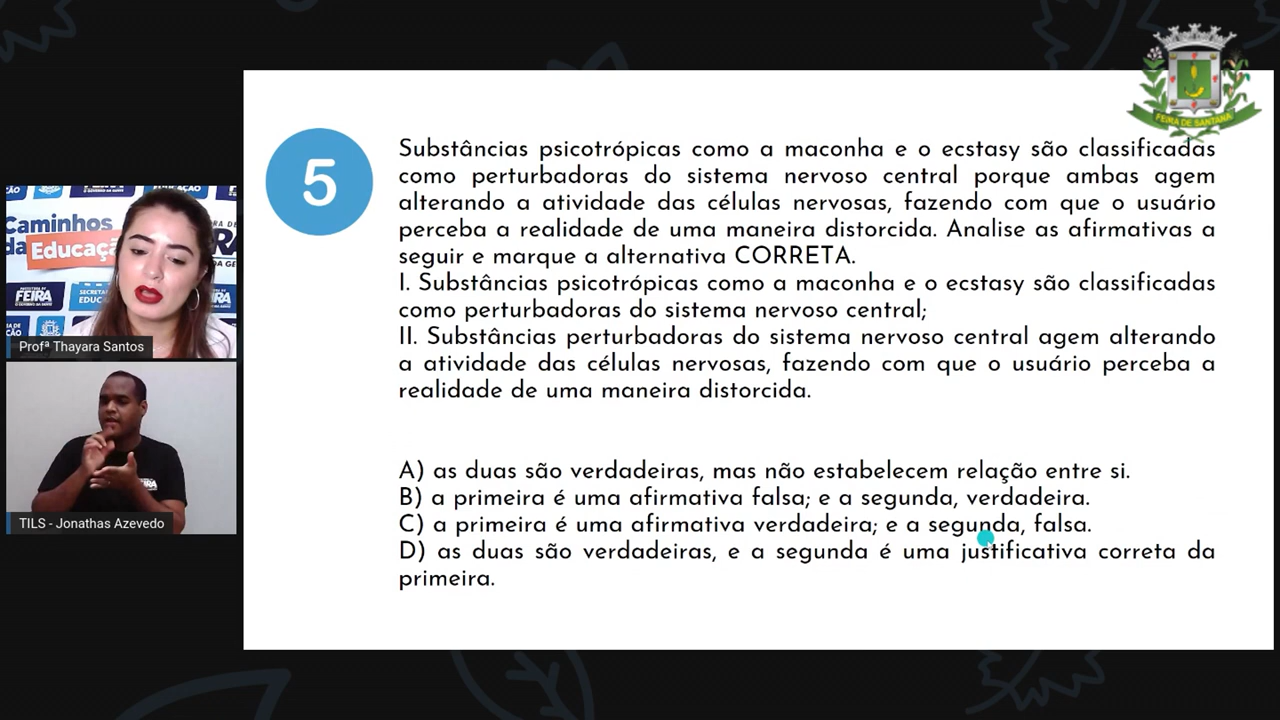 FEIRA DE SANTANA
5
Substâncias psicotrópicas como a maconha e o ecstasy são classificadas
como perturbadoras do sistema nervoso central porque ambas agem
alterando a atividade das células nervosas, fazendo com que o usuário
perceba a realidade de uma maneira distorcida. Analise as afirmativas a
seguir e marque a alternativa CORRETA.
I. Substâncias psicotrópicas como a maconha e o ecstasy são classificadas
como perturbadoras do sistema nervoso central;
II. Substâncias perturbadoras do sistema nervoso central agem alterando
a atividade das células nervosas, fazendo com que o usuário perceba a
realidade de uma maneira distorcida.
A) as duas são verdadeiras, mas não estabelecem relação entre si.
B) a primeira é uma afirmativa falsa; e a segunda, verdadeira.
C) a primeira é uma afirmativa verdadeira; e a segunda, falsa.
D) as duas são verdadeiras, e a segunda é uma justificativa correta da
primeira.
Caminhos
da Educaçã
FEIRA
Profª Thayara Santos
TILS - Jonathas Azevedo